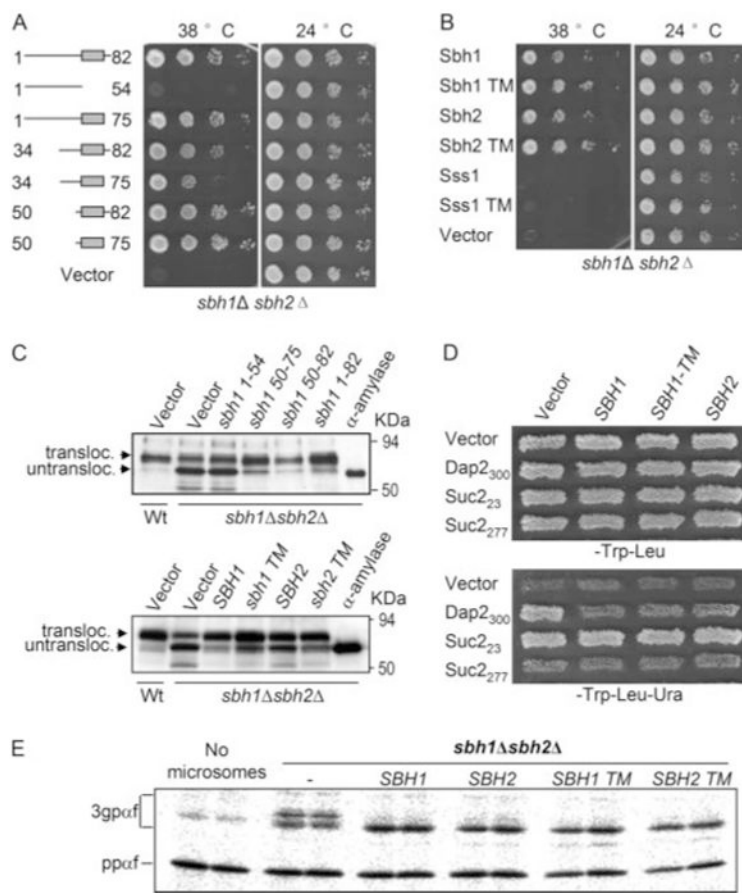 A
38 ° C 24 ° C
1 82
1 54
1 75
34 82
34 75
50 82
50 75
Vector
sbh1Δ sbh2 Δ
B
38 ° C 24 ° C
Sbh1
Sbh1 TM
Sbh2
Sbh2 TM
Sss1
Sss1 TM
Vector
sbh1Δ sbh2 Δ
C
Vector Vector sbh1 1-54 sbh1 50-75 sbh1 50-82 sbh1 1-82 α-amylase
KDa
94
transloc.
untransloc.
50
Wt sbh1Δsbh2Δ
Vector Vector SBH1 sbh1 TM SBH2 sbh2 TM α-amylase
KDa
94
transloc.
untransloc.
50
Wt sbh1Δsbh2Δ
D
Vector SBH1 SBH1-TM SBH2
Vector
Dap2300
Suc223
Suc2277
-Trp-Leu
Vector
Dap2300
Suc223
Suc2277
-Trp-Leu-Ura
E
No microsomes
sbh1Δsbh2Δ
- SBH1 SBH2 SBH1 TM SBH2 TM
3gpαf
ppαf